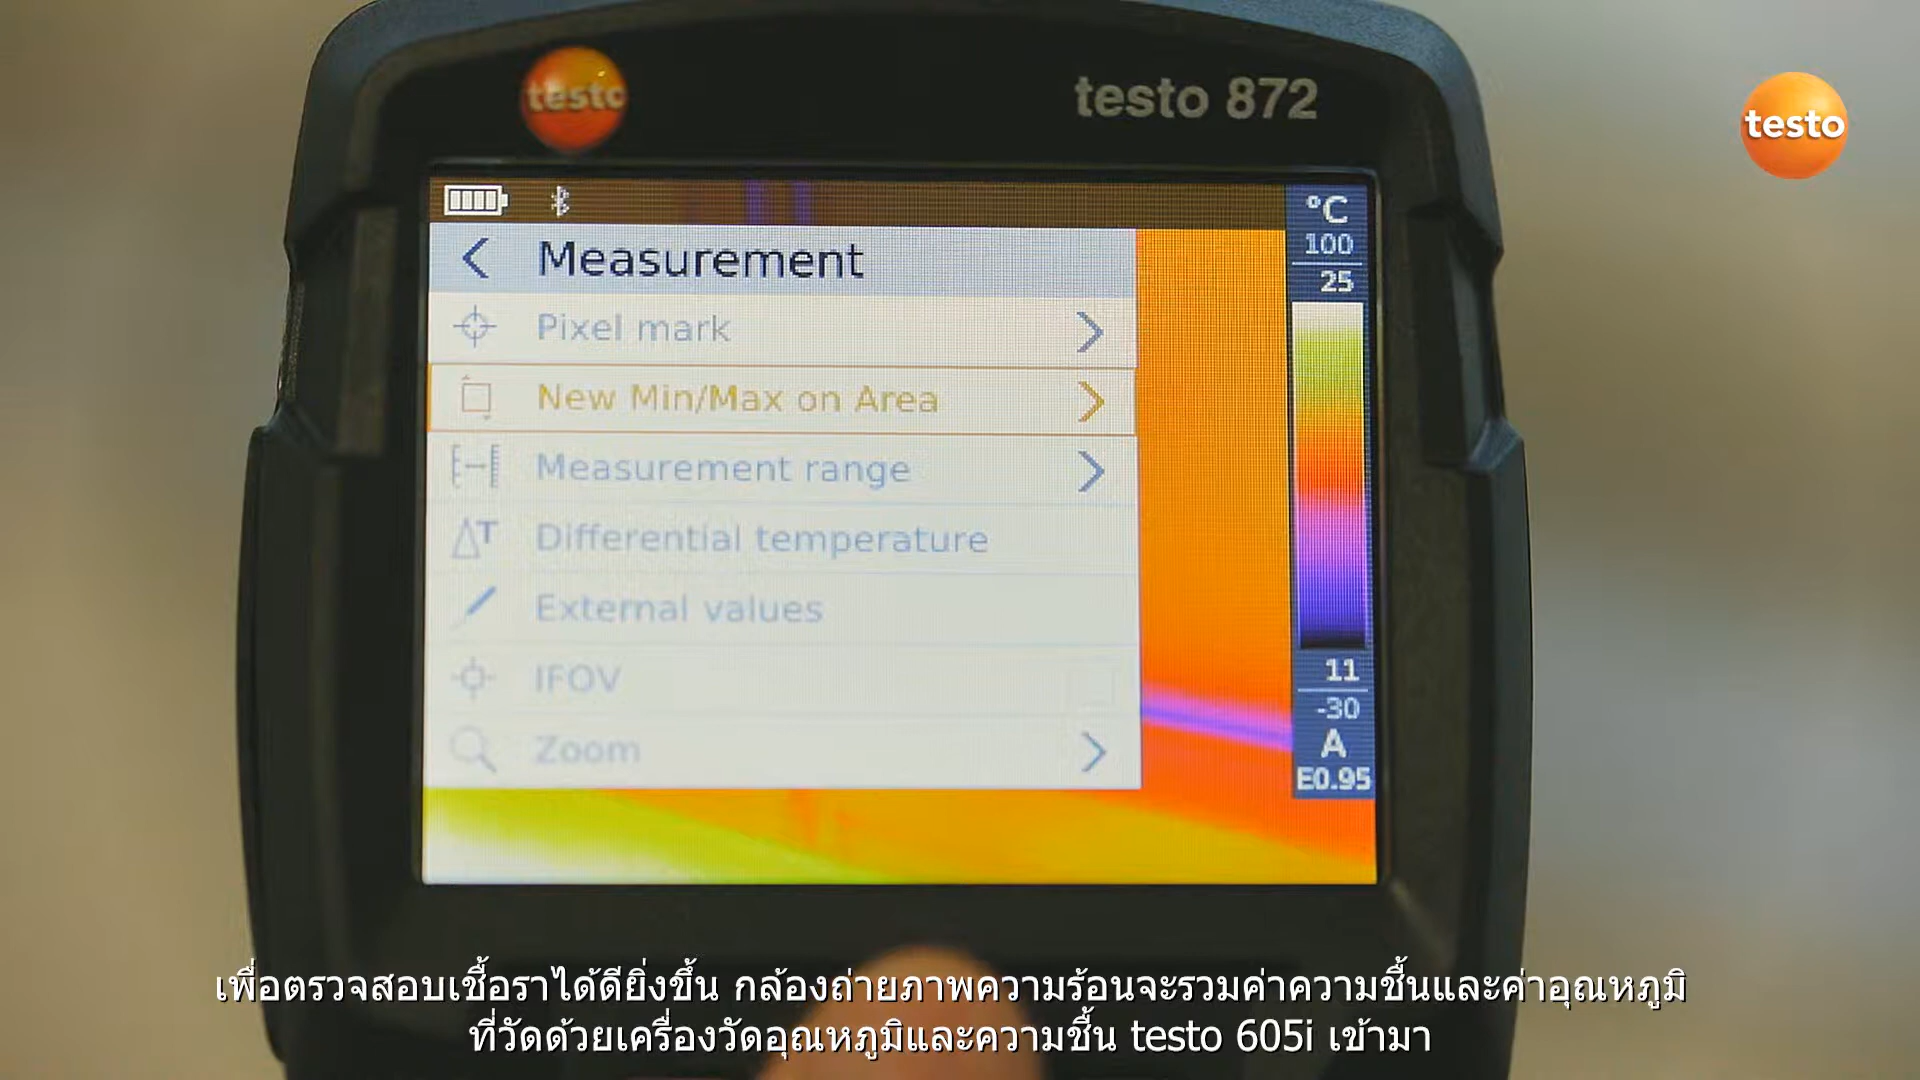 testo
testo 872
testo
°C
100
25
Measurement
Pixel mark
New Min/Max on Area
Measurement range
ΔT Differential temperature
External values
IFOV
Zoom
11
-30
A
E0.95
เพื่อตรวจสอบเชื้อราได้ดียิ่งขึ้น กล้องถ่ายภาพความร้อนจะรวมค่าความชื้นและค่าอุณหภูมิ
ที่วัดด้วยเครื่องวัดอุณหภูมิและความชื้น testo 605i เข้ามา